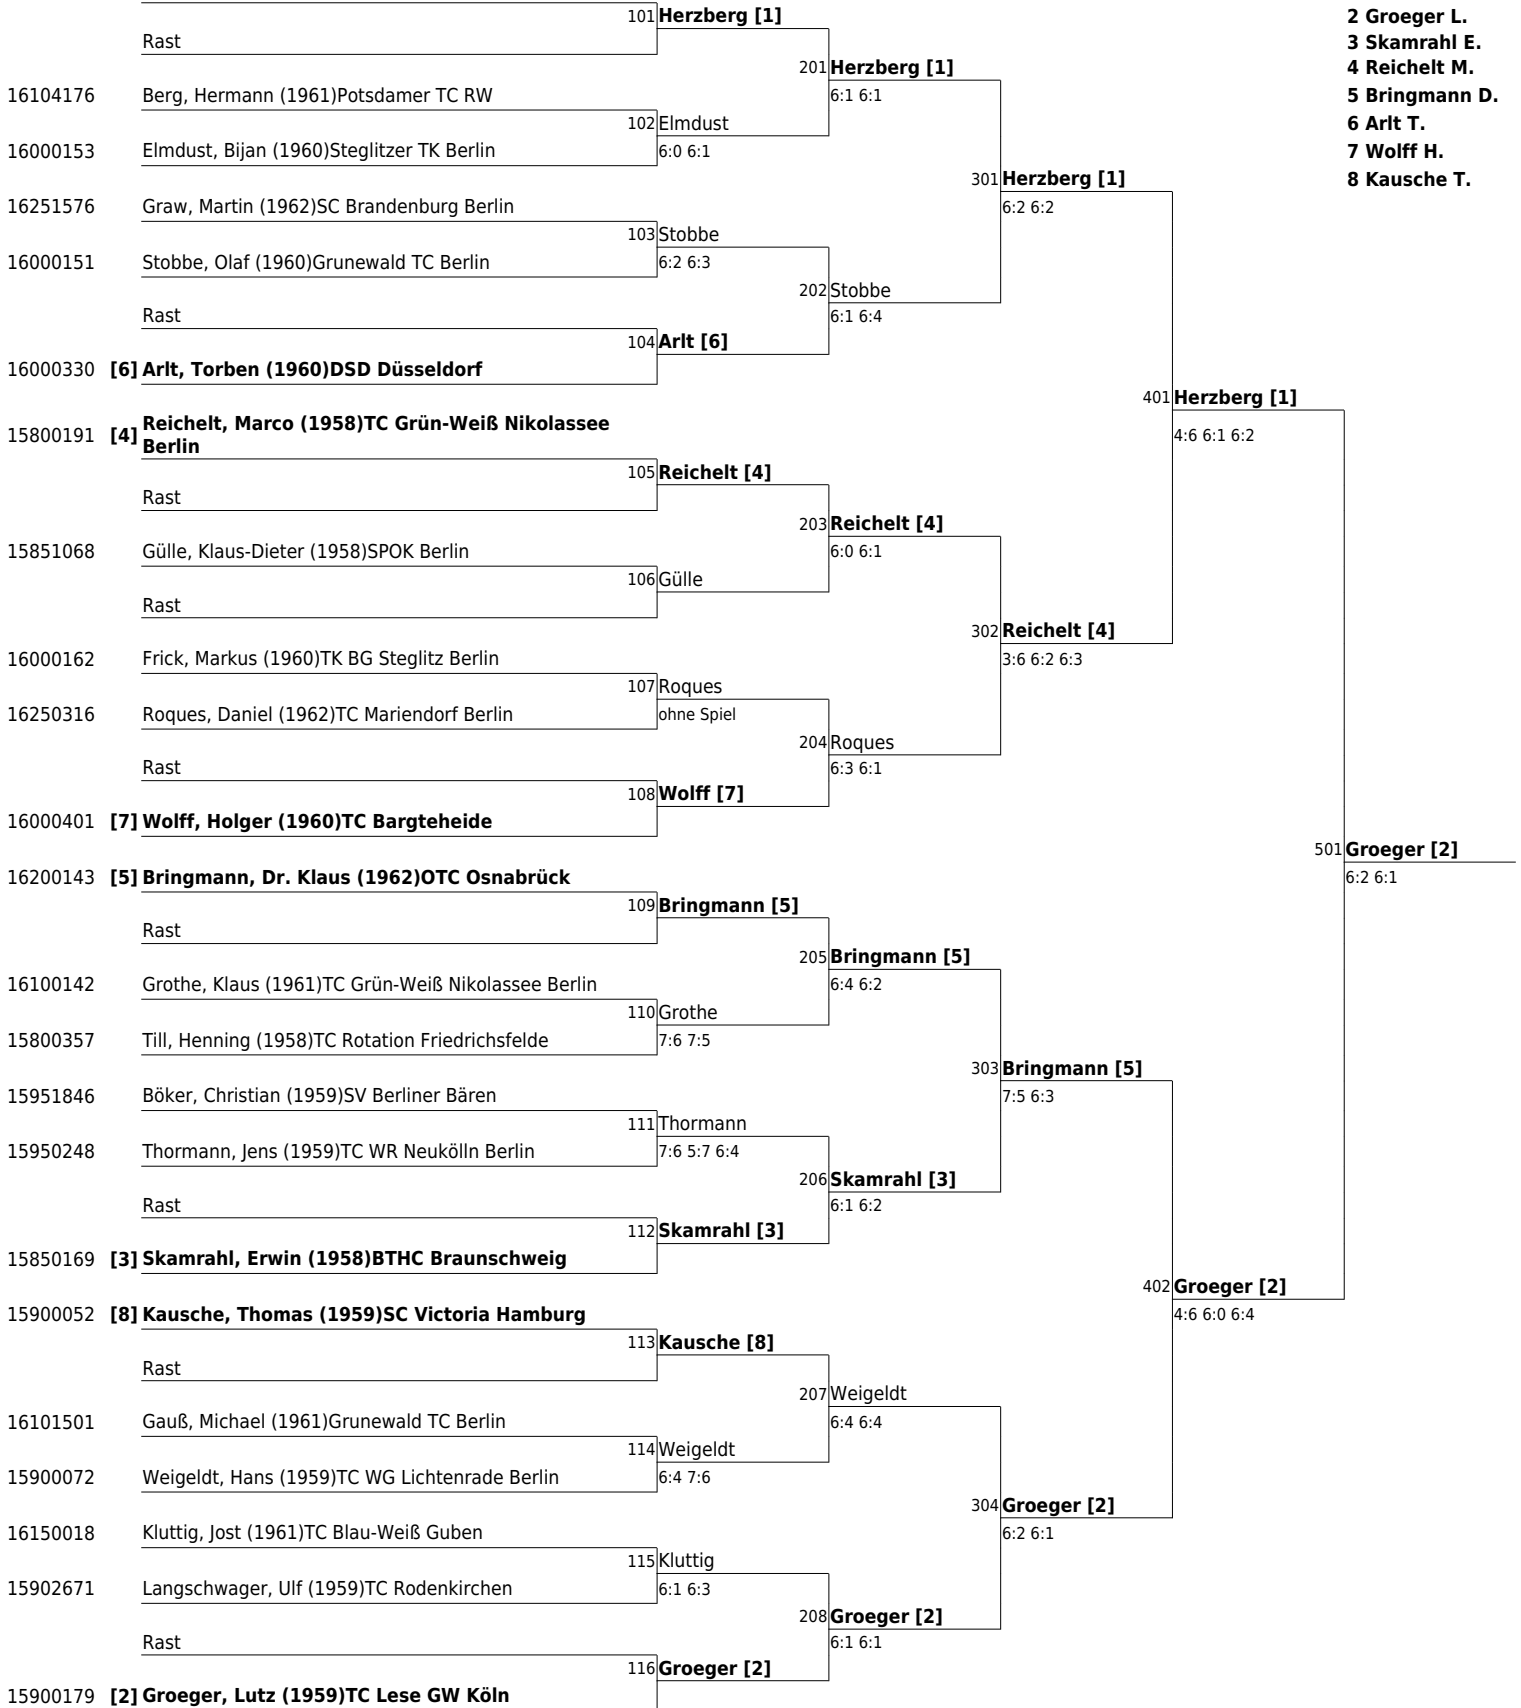 101 Herzberg [1]
2 Groeger L.
Rast
3 Skamrahl E.
201 Herzberg [1]
4 Reichelt M.
16104176 Berg, Hermann (1961)Potsdamer TC RW
6:1 6:1
5 Bringmann D.
102 Elmdust
6 Arlt T.
16000153 Elmdust, Bijan (1960)Steglitzer TK Berlin
6:0 6:1
7 Wolff H.
301 Herzberg [1]
8 Kausche T.
16251576 Graw, Martin (1962)SC Brandenburg Berlin
6:2 6:2
103 Stobbe
16000151 Stobbe, Olaf (1960)Grunewald TC Berlin
6:2 6:3
202 Stobbe
Rast
6:1 6:4
104 Arlt [6]
16000330 [6] Arlt, Torben (1960)DSD Düsseldorf
401 Herzberg [1]
15800191 [4] Reichelt, Marco (1958)TC Grün-Weiß Nikolassee
Berlin
4:6 6:1 6:2
105 Reichelt [4]
Rast
203 Reichelt [4]
15851068 Gülle, Klaus-Dieter (1958)SPOK Berlin
6:0 6:1
106 Gülle
Rast
302 Reichelt [4]
16000162 Frick, Markus (1960)TK BG Steglitz Berlin
3:6 6:2 6:3
107 Roques
16250316 Roques, Daniel (1962)TC Mariendorf Berlin
ohne Spiel
204 Roques
Rast
6:3 6:1
108 Wolff [7]
16000401 [7] Wolff, Holger (1960)TC Bargteheide
501 Groeger [2]
16200143 [5] Bringmann, Dr. Klaus (1962)OTC Osnabrück
6:2 6:1
109 Bringmann [5]
Rast
205 Bringmann [5]
16100142 Grothe, Klaus (1961)TC Grün-Weiß Nikolassee Berlin
6:4 6:2
110 Grothe
15800357 Till, Henning (1958)TC Rotation Friedrichsfelde
7:6 7:5
303 Bringmann [5]
15951846 Böker, Christian (1959)SV Berliner Bären
7:5 6:3
111 Thormann
15950248 Thormann, Jens (1959)TC WR Neukölln Berlin
7:6 5:7 6:4
206 Skamrahl [3]
Rast
6:1 6:2
112 Skamrahl [3]
15850169 [3] Skamrahl, Erwin (1958)BTHC Braunschweig
402 Groeger [2]
15900052 [8] Kausche, Thomas (1959)SC Victoria Hamburg
4:6 6:0 6:4
113 Kausche [8]
Rast
207 Weigeldt
16101501 Gauß, Michael (1961)Grunewald TC Berlin
6:4 6:4
114 Weigeldt
15900072 Weigeldt, Hans (1959)TC WG Lichtenrade Berlin
6:4 7:6
304 Groeger [2]
16150018 Kluttig, Jost (1961)TC Blau-Weiß Guben
6:2 6:1
115 Kluttig
15902671 Langschwager, Ulf (1959)TC Rodenkirchen
6:1 6:3
208 Groeger [2]
Rast
6:1 6:1
116 Groeger [2]
15900179 [2] Groeger, Lutz (1959)TC Lese GW Köln